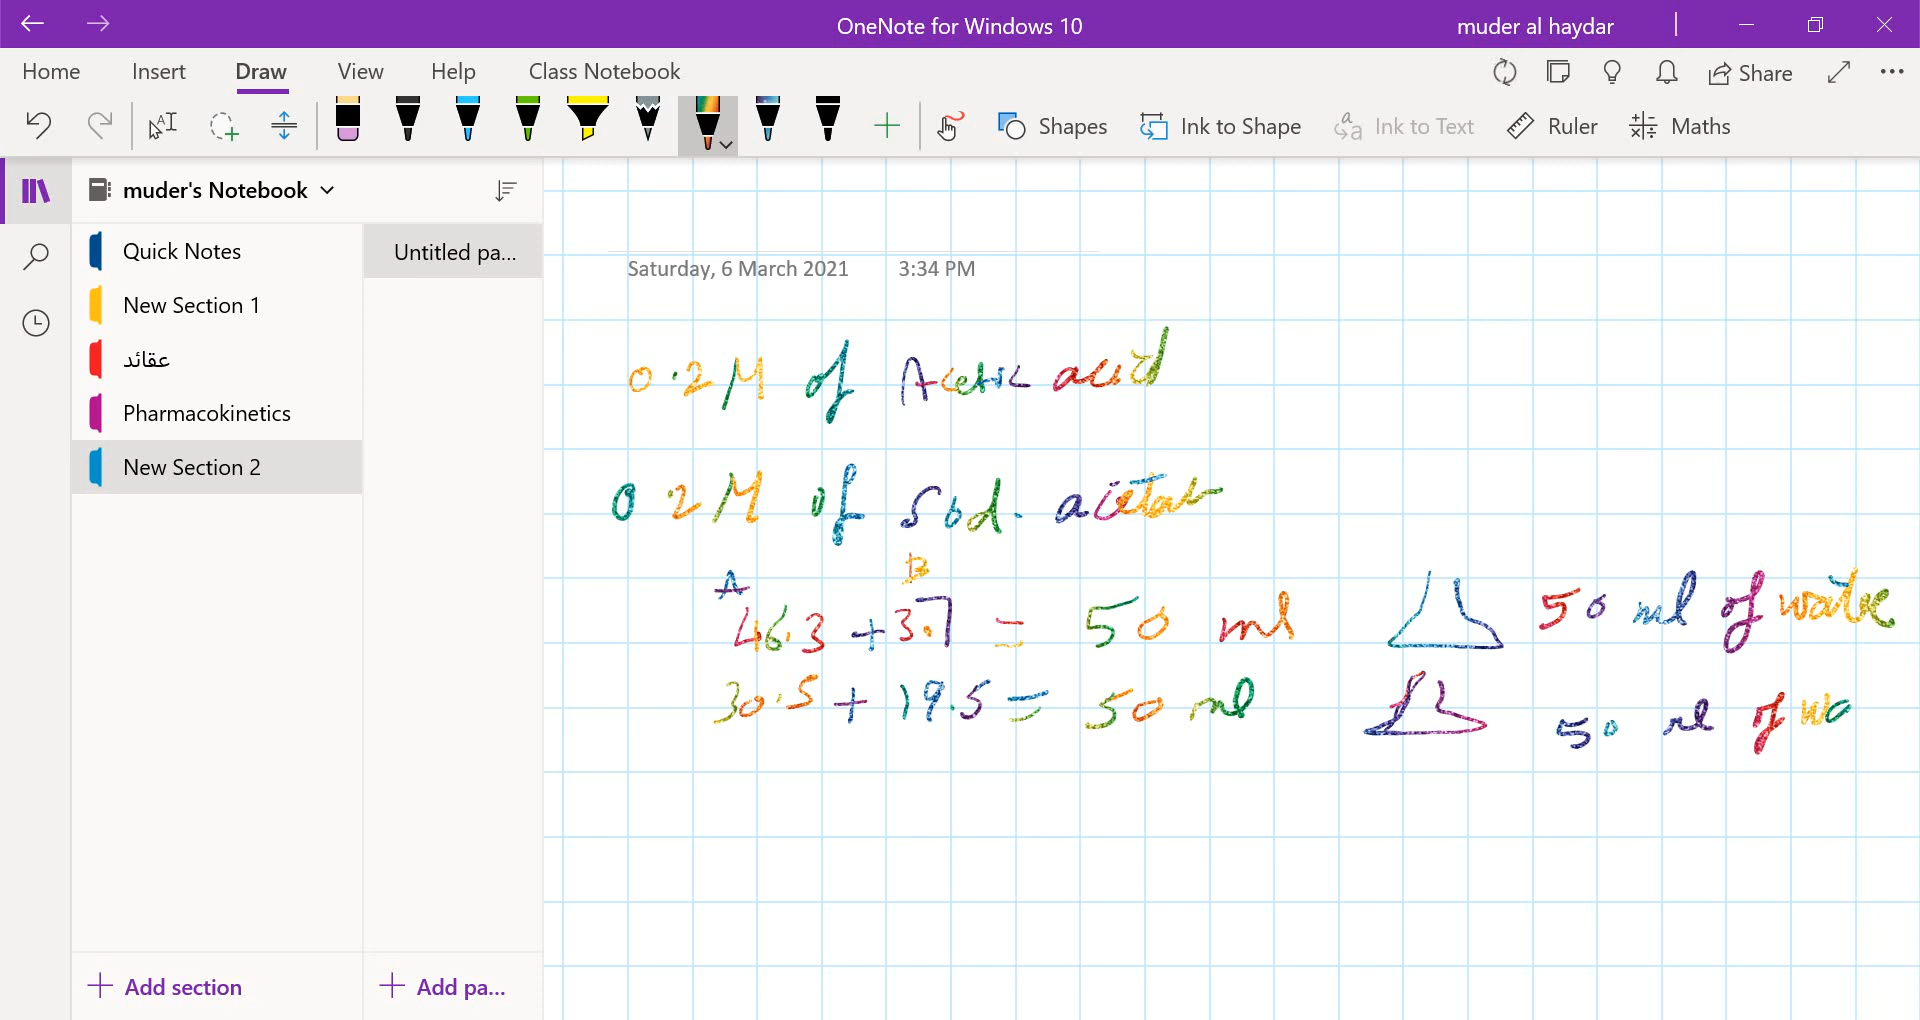 OneNote for Windows 10
muder al haydar
Home Insert Draw View Help Class Notebook
Share
Shapes Ink to Shape Ink to Text Ruler Maths
muder's Notebook
Quick Notes
New Section 1
عقائد
Pharmacokinetics
New Section 2
Untitled pa...
Saturday, 6 March 2021 3:34 PM
0.2M of Acetic acid
0.2M of Sod. acetate
A B
46.3 + 3.7 = 50 ml 50 ml of water
30.5 + 19.5 = 50 ml 50 ml of wa
Add section
Add pa...